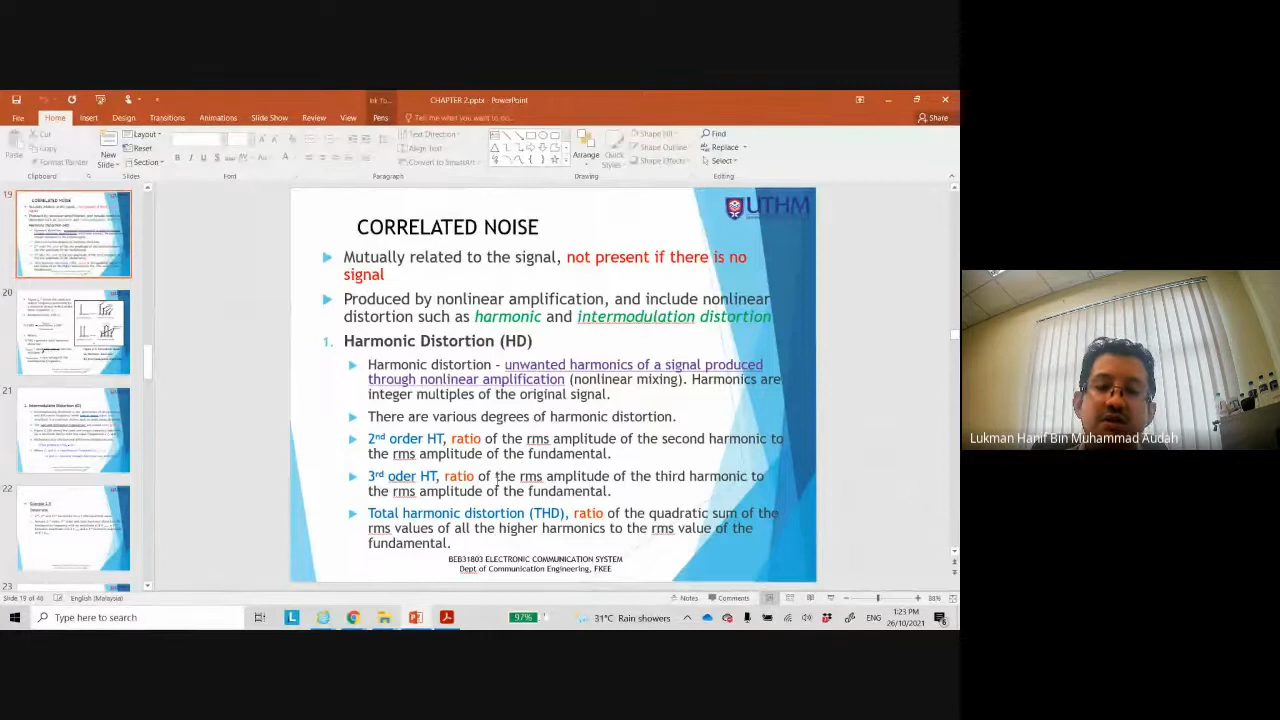 Ink To...
CHAPTER 2.pptx - PowerPoint
File Home Insert Design Transitions Animations Slide Show Review View Pens Tell me what you want to do... Share
Paste
Cut
Copy
Format Painter
Clipboard
New Slide
Layout
Reset
Section
Slides
Font
Text Direction
Align Text
Convert to SmartArt
Paragraph
Arrange
Quick Styles
Shape Fill
Shape Outline
Shape Effects
Drawing
Find
Replace
Select
Editing
19
20
21
22
23
UTHM
CORRELATED NOISE
Mutually related to the signal, not present if there is no
signal
Produced by nonlinear amplification, and include nonlinear
distortion such as harmonic and intermodulation distortion
1. Harmonic Distortion (HD)
Harmonic distortion - unwanted harmonics of a signal produced
through nonlinear amplification (nonlinear mixing). Harmonics are
integer multiples of the original signal.
There are various degrees of harmonic distortion.
2nd order HT, ratio of the rms amplitude of the second harmonic to
the rms amplitude of the fundamental.
3rd oder HT, ratio of the rms amplitude of the third harmonic to
the rms amplitude of the fundamental.
Total harmonic distortion (THD), ratio of the quadratic sum of the
rms values of all the higher harmonics to the rms value of the
fundamental.
BEB31803 ELECTRONIC COMMUNICATION SYSTEM
Dept of Communication Engineering, FKEE
Lukman Hanif Bin Muhammad Audah
Slide 19 of 48 English (Malaysia) Notes Comments 88%
Type here to search
97%
31°C Rain showers
ENG
1:23 PM
26/10/2021